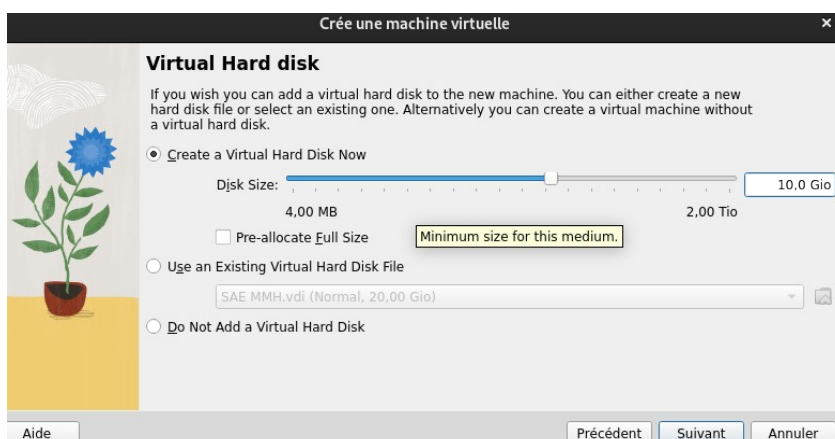 Crée une machine virtuelle
×
Virtual Hard disk
If you wish you can add a virtual hard disk to the new machine. You can either create a new
hard disk file or select an existing one. Alternatively you can create a virtual machine without
a virtual hard disk.
Create a Virtual Hard Disk Now
Disk Size:
10,0 Gio
4,00 MB
2,00 Tio
Pre-allocate Full Size
Minimum size for this medium.
Use an Existing Virtual Hard Disk File
SAE MMH.vdi (Normal, 20,00 Gio)
Do Not Add a Virtual Hard Disk
Aide
Précédent
Suivant
Annuler